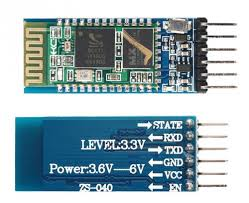 STATE
RXD
LEVEL:3.3V
TXD
GND
Power:3.6V—6V
VCC
ZS-040
EN